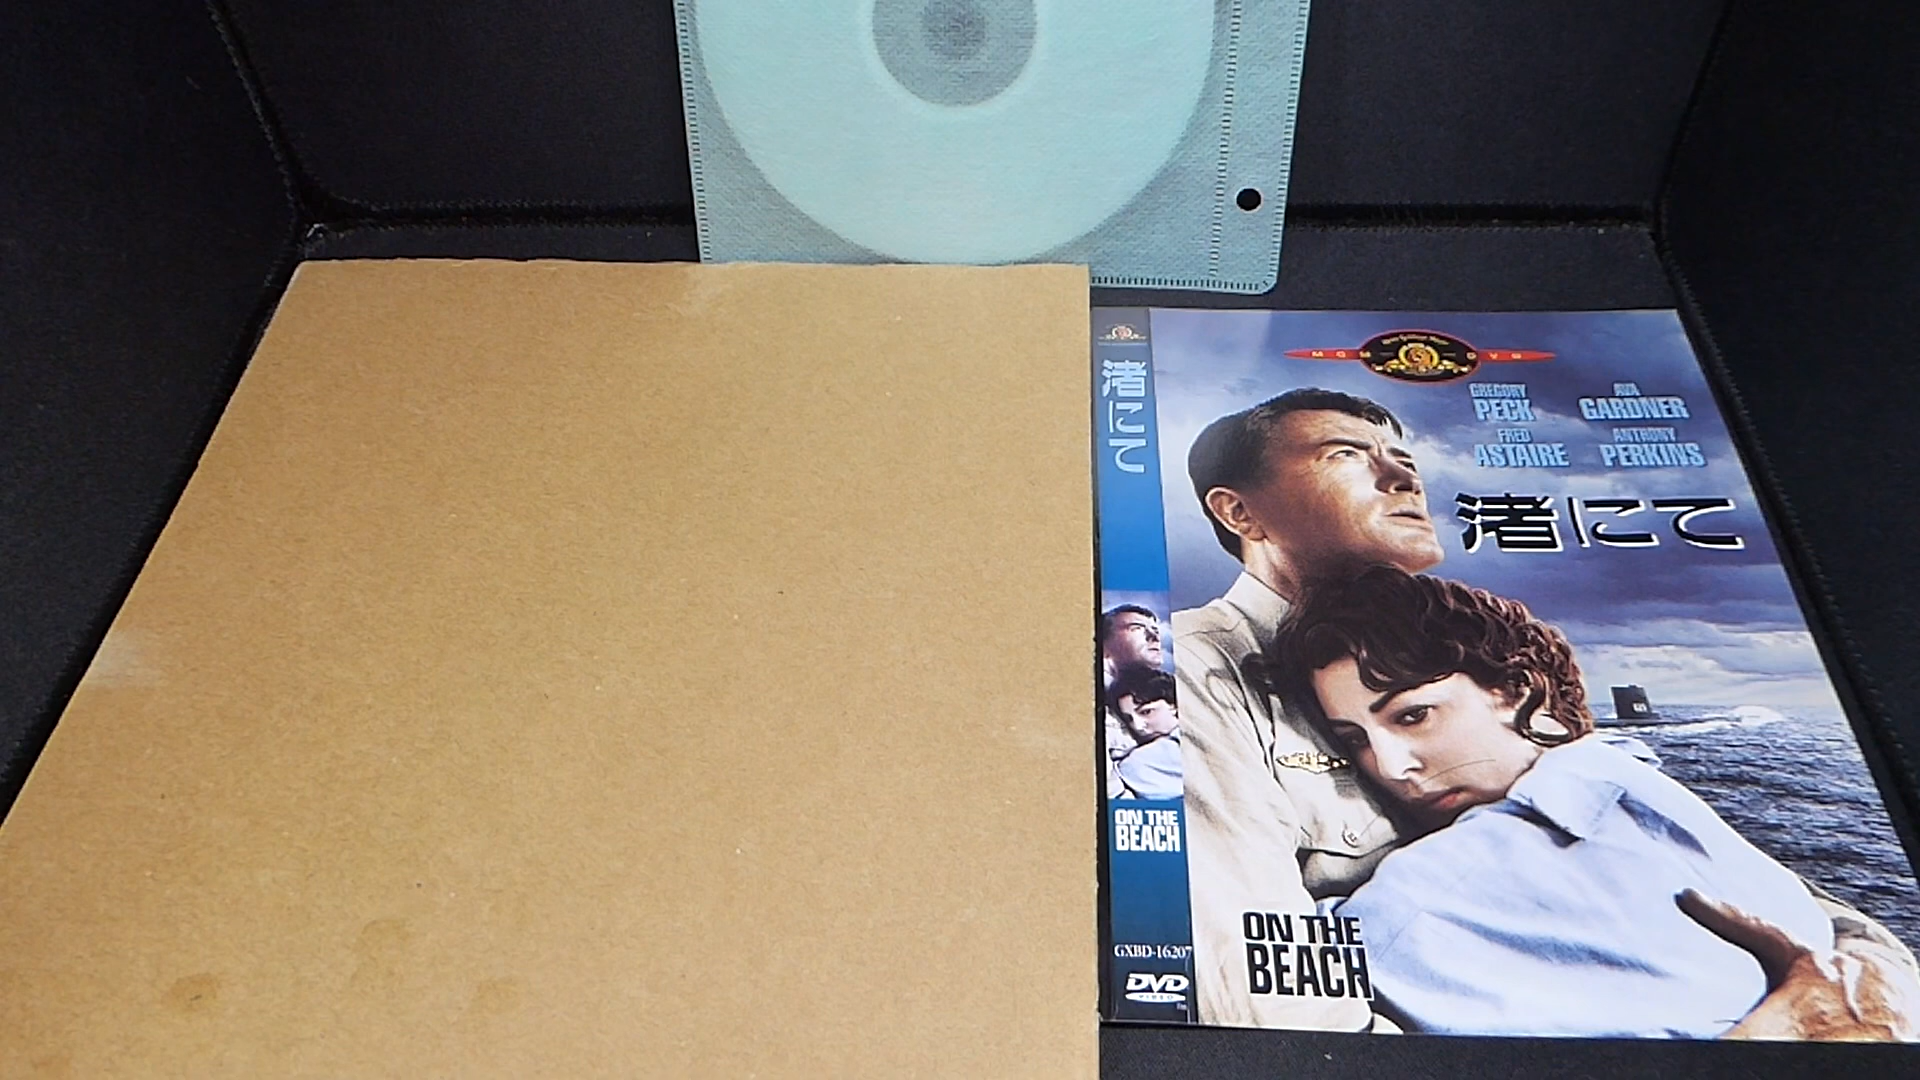 渚にて
ON THE
BEACH
GXBD-16207
DVD
VIDEO
MGM DVD
GREGORY
PECK
AVA
GARDNER
FRED
ASTAIRE
ANTHONY
PERKINS
渚にて
ON THE
BEACH